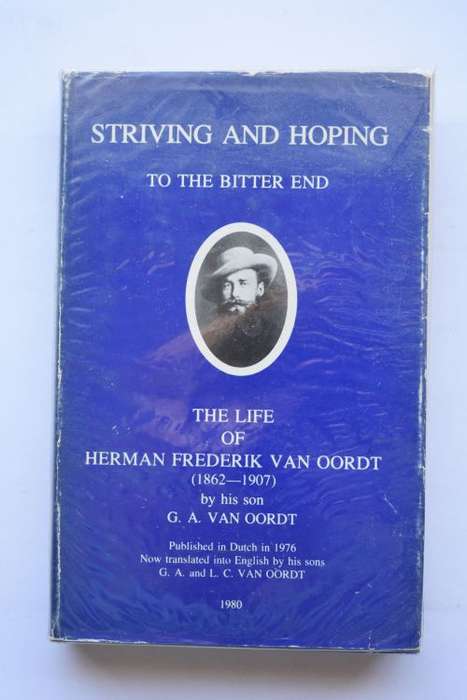 STRIVING AND HOPING
TO THE BITTER END
THE LIFE
OF
HERMAN FREDERIK VAN OORDT
(1862—1907)
by his son
G. A. VAN OORDT
Published in Dutch in 1976
Now translated into English by his sons
G. A. and L. C. VAN OORDT
1980